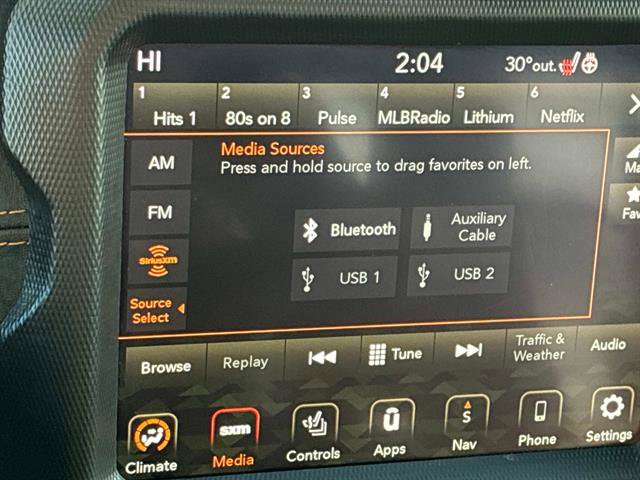 HI 2:04 30°out.
1 2 3 4 5 6
Hits 1 80s on 8 Pulse MLBRadio Lithium Netflix
Media Sources
Press and hold source to drag favorites on left.
AM
FM
SiriusXM
Source
Select
Bluetooth
Auxiliary
Cable
USB 1
USB 2
Ma
Fav
Browse
Replay
Tune
Traffic &
Weather
Audio
Climate
sxm
Media
Controls
ū
Apps
S
Nav
Phone
Settings